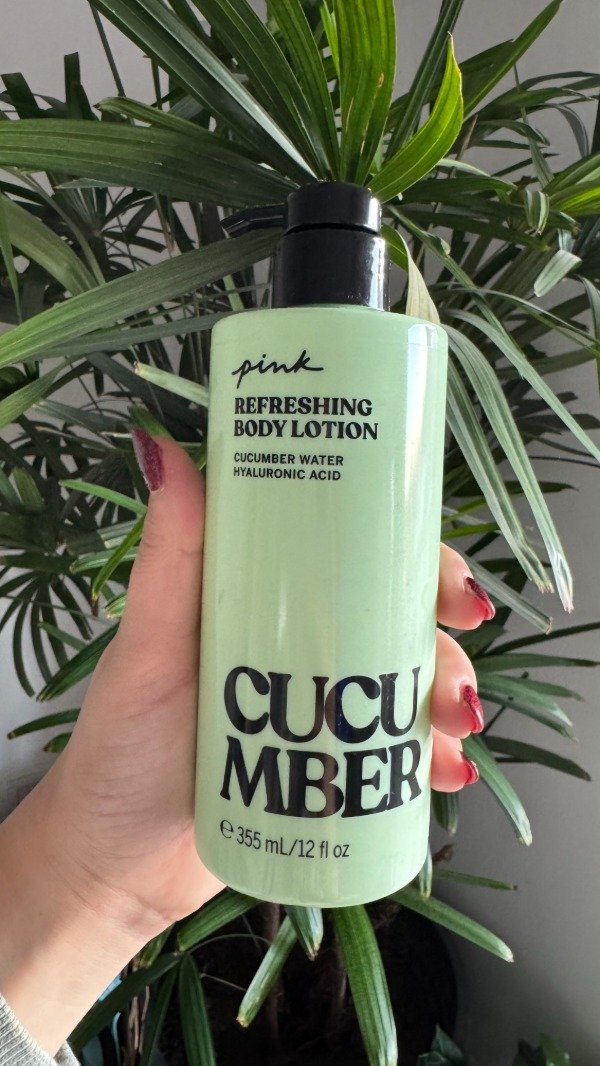 pink
REFRESHING
BODY LOTION
CUCUMBER WATER
HYALURONIC ACID
CUCU
MBER
℮ 355 mL/12 fl oz